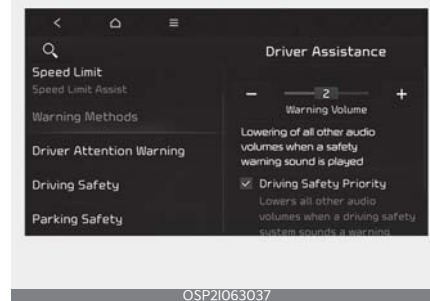 Driver Assistance
Speed Limit
Speed Limit Assist
Warning Methods
Driver Attention Warning
Driving Safety
Parking Safety
2
Warning Volume
Lowering of all other audio
volumes when a safety
warning sound is played
Driving Safety Priority
Lowers all other audio
volumes when a driving safety
system sounds a warning
OSP2I063037